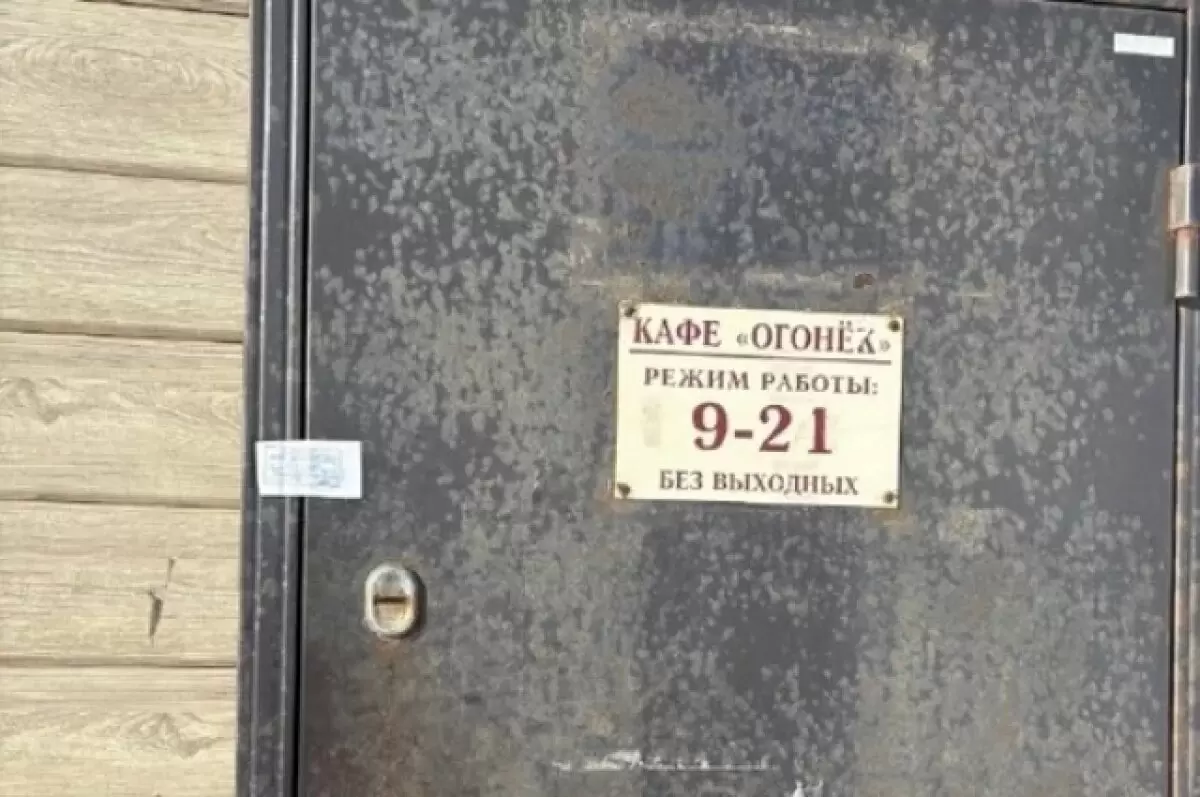 КАФЕ «ОГОНЁК»
РЕЖИМ РАБОТЫ:
9-21
БЕЗ ВЫХОДНЫХ